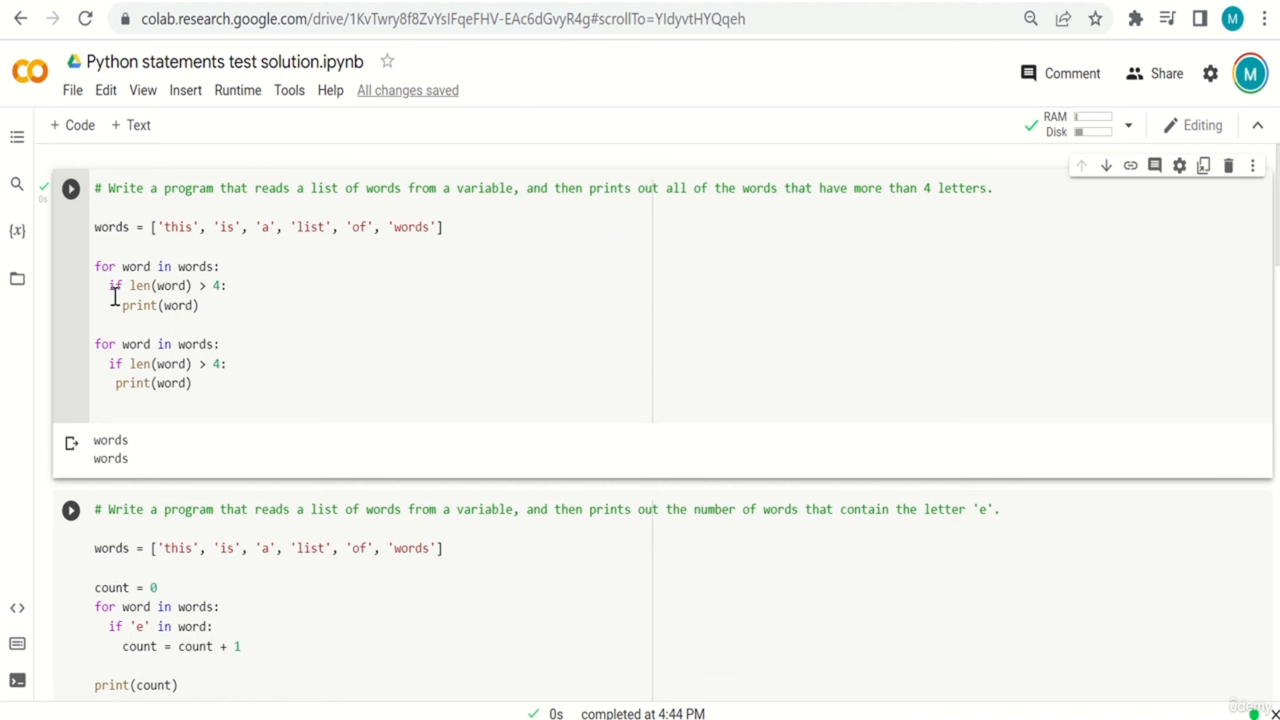 colab.research.google.com/drive/1KvTwry8f8ZvYsIFqeFHV-EAc6dGvyR4g#scrollTo=YIdyvtHYQqeh
M
Python statements test solution.ipynb
Comment
Share
M
File Edit View Insert Runtime Tools Help All changes saved
+ Code + Text
RAM
Disk
Editing
0s
# Write a program that reads a list of words from a variable, and then prints out all of the words that have more than 4 letters.
words = ['this', 'is', 'a', 'list', 'of', 'words']
for word in words:
if len(word) > 4:
print(word)
for word in words:
if len(word) > 4:
print(word)
words
words
# Write a program that reads a list of words from a variable, and then prints out the number of words that contain the letter 'e'.
words = ['this', 'is', 'a', 'list', 'of', 'words']
count = 0
for word in words:
if 'e' in word:
count = count + 1
print(count)
0s completed at 4:44 PM
udemy